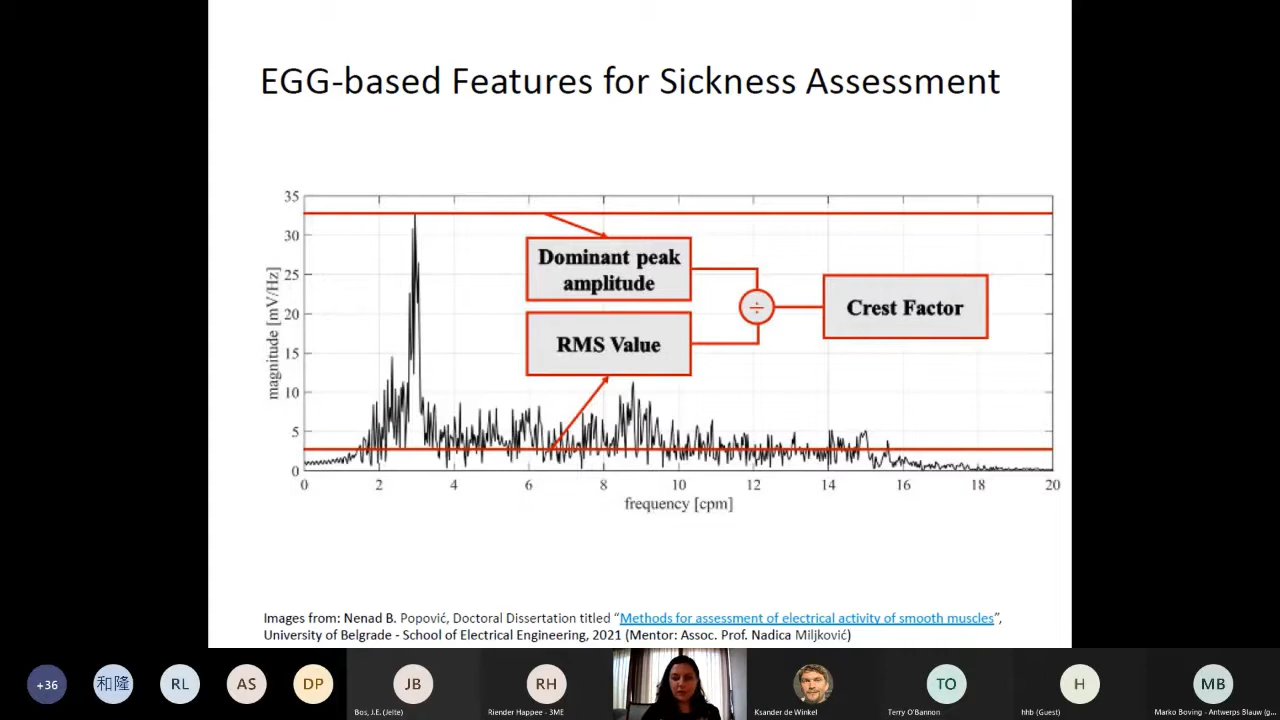 EGG-based Features for Sickness Assessment
35
30
25
20
15
10
5
0
magnitude [mV/Hz]
Dominant peak
amplitude
RMS Value
÷
Crest Factor
0 2 4 6 8 10 12 14 16 18 20
frequency [cpm]
Images from: Nenad B. Popović, Doctoral Dissertation titled “Methods for assessment of electrical activity of smooth muscles”,
University of Belgrade - School of Electrical Engineering, 2021 (Mentor: Assoc. Prof. Nadica Miljković)
+36
和隆
RL
AS
DP
JB
Bos, J.E. (Jelte)
RH
Riender Happee - 3ME
Ksander de Winkel
TO
Terry O'Bannon
H
hhb (Guest)
MB
Marko Boving - Antwerps Blauw (g...